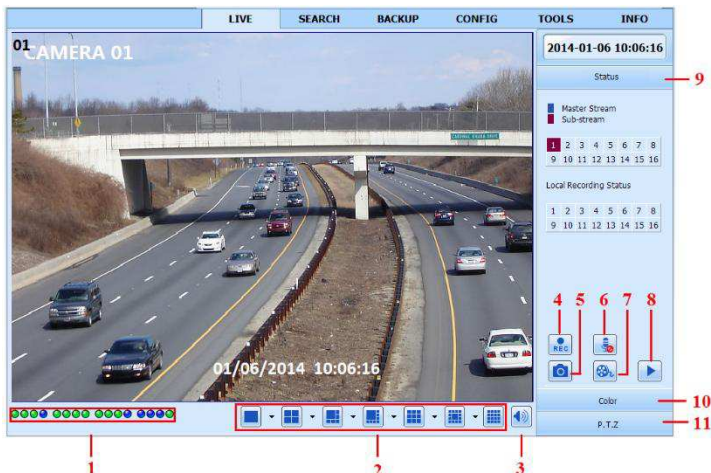 LIVE SEARCH BACKUP CONFIG TOOLS INFO
01
CAMERA 01
2014-01-06 10:06:16
Status
9
Master Stream
Sub-stream
1 2 3 4 5 6 7 8
9 10 11 12 13 14 15 16
Local Recording Status
1 2 3 4 5 6 7 8
9 10 11 12 13 14 15 16
4 5 6 7 8
REC
01/06/2014 10:06:16
Color
10
P.T.Z
11
1 2 3